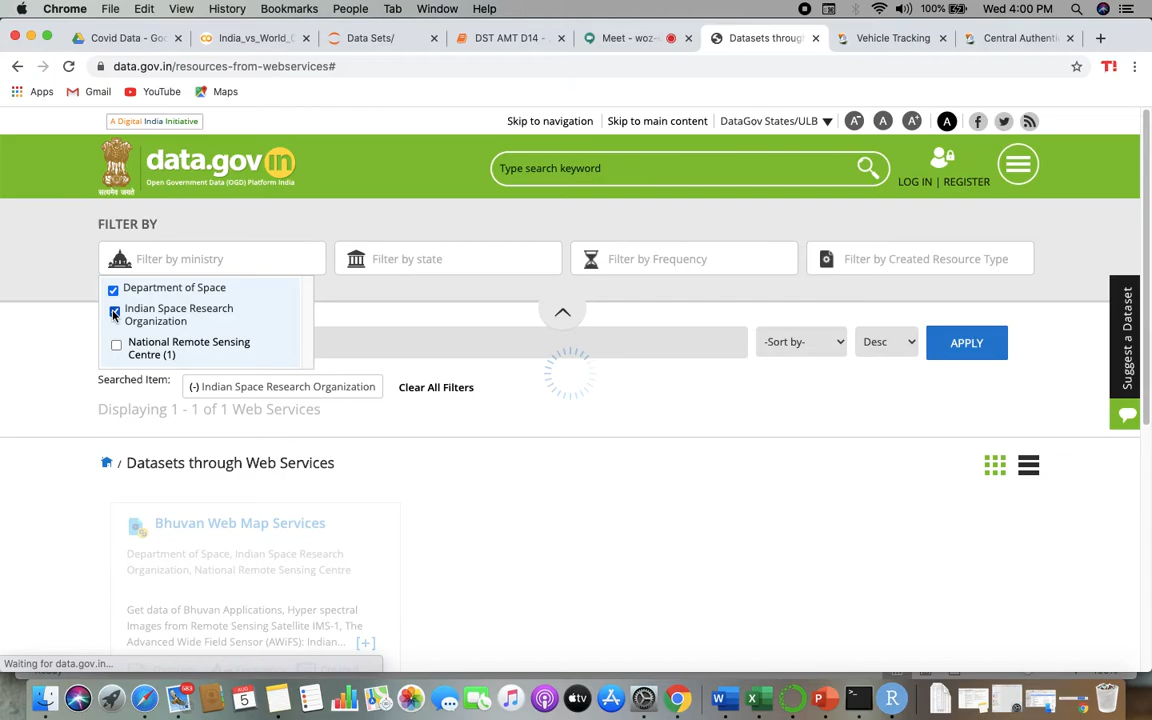 Chrome File Edit View History Bookmarks People Tab Window Help 100% Wed 4:00 PM
Covid Data - Goo India_vs_World_C Data Sets/ DST AMT D14 - Meet - woz- Datasets throug Vehicle Tracking Central Authenti
data.gov.in/resources-from-webservices#
Apps Gmail YouTube Maps
A Digital India Initiative Skip to navigation Skip to main content DataGov States/ULB A- A A+ A
data.gov in
Open Government Data (OGD) Platform India
सत्यमेव जयते
Type search keyword
LOG IN | REGISTER
FILTER BY
Filter by ministry Filter by state Filter by Frequency Filter by Created Resource Type
Department of Space
Indian Space Research
Organization
National Remote Sensing
Centre (1)
-Sort by- Desc APPLY
Suggest a Dataset
Searched Item: (-) Indian Space Research Organization Clear All Filters
Displaying 1 - 1 of 1 Web Services
/ Datasets through Web Services
Bhuvan Web Map Services
Department of Space, Indian Space Research
Organization, National Remote Sensing Centre
Get data of Bhuvan Applications, Hyper spectral
Images from Remote Sensing Satellite IMS-1, The
Advanced Wide Field Sensor (AWiFS): Indian... [+]
Waiting for data.gov.in...
583
AUG
5